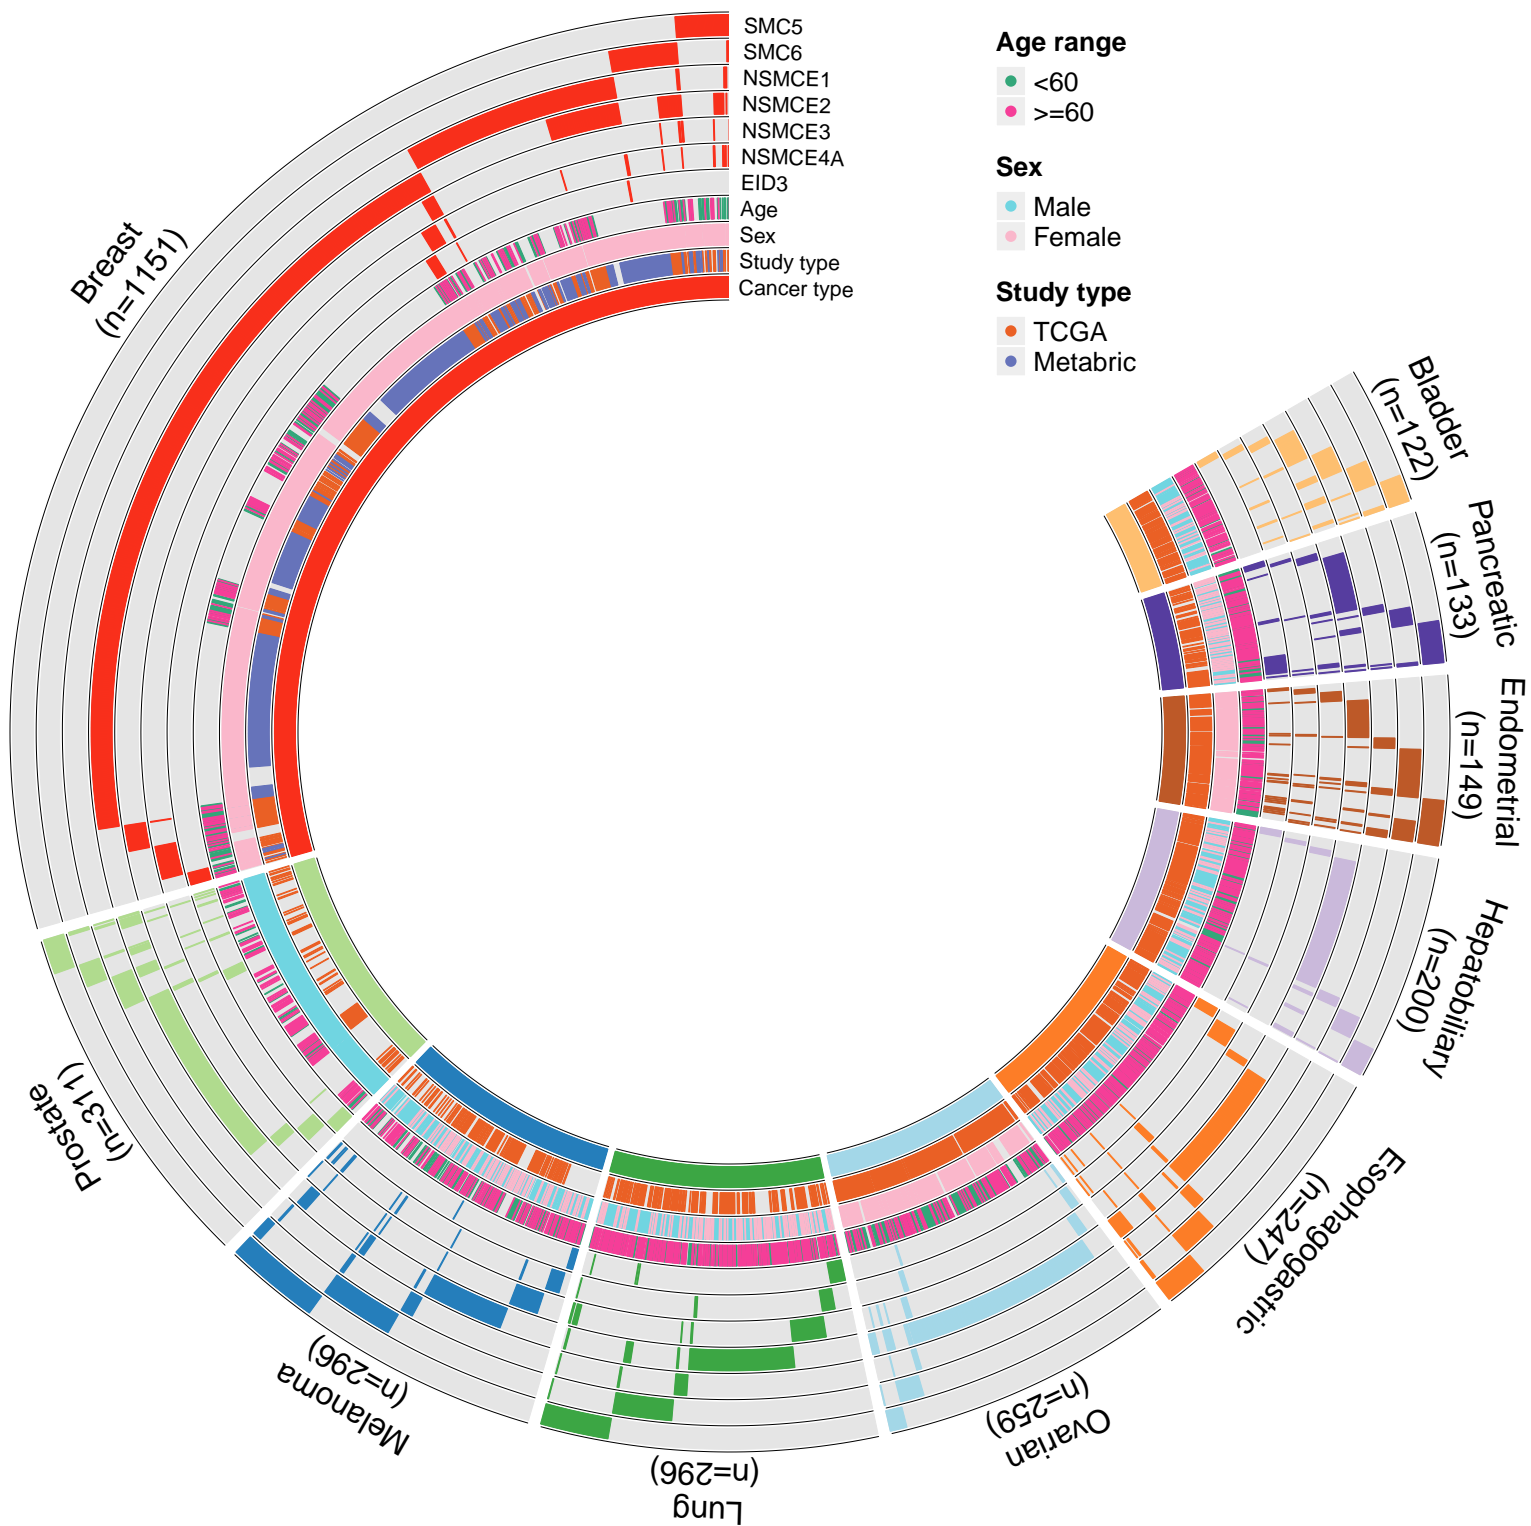 SMC5
SMC6
NSMCE1
NSMCE2
NSMCE3
NSMCE4A
EID3
Age
Sex
Study type
Cancer type
Age range
<60
>=60
Sex
Male
Female
Study type
TCGA
Metabric
Bladder
(n=122)
Pancreatic
(n=133)
Endometrial
(n=149)
Hepatobiliary
(n=200)
Esophagogastric
(n=247)
Ovarian
(n=259)
Lung
(n=296)
Melanoma
(n=296)
Prostate
(n=311)
Breast
(n=1151)